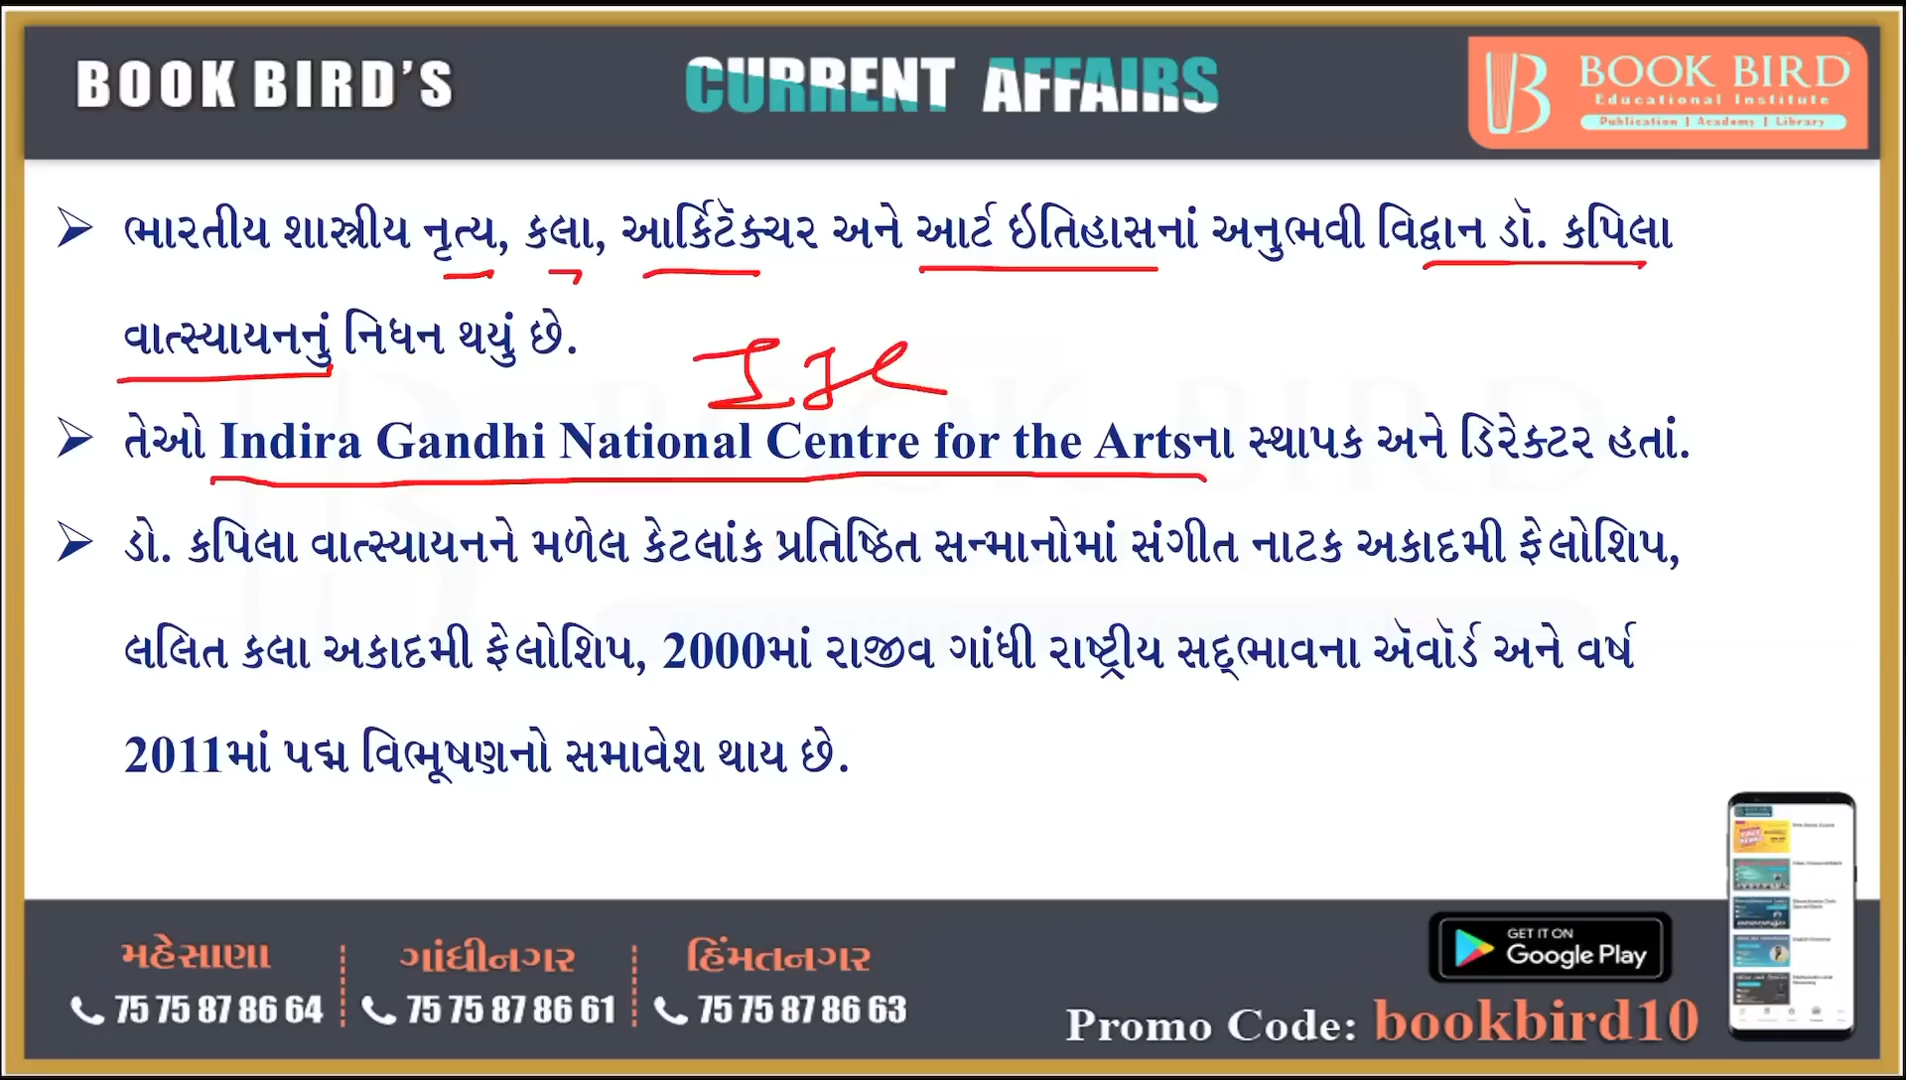 BOOK BIRD'S
CURRENT AFFAIRS
BOOK BIRD
Educational Institute
Publication | Academy | Library
ભારતીય શાસ્ત્રીય નૃત્ય, કલા, આર્કિટૅક્ચર અને આર્ટ ઇતિહાસનાં અનુભવી વિદ્વાન ડૉ. કપિલા
વાત્સ્યાયનનું નિધન થયું છે.
તેઓ Indira Gandhi National Centre for the Artsના સ્થાપક અને ડિરેક્ટર હતાં.
ડો. કપિલા વાત્સ્યાયનને મળેલ કેટલાંક પ્રતિષ્ઠિત સન્માનોમાં સંગીત નાટક અકાદમી ફેલોશિપ,
લલિત કલા અકાદમી ફેલોશિપ, 2000માં રાજીવ ગાંધી રાષ્ટ્રીય સદ્ભાવના ઍવૉર્ડ અને વર્ષ
2011માં પદ્મ વિભૂષણનો સમાવેશ થાય છે.
મહેસાણા
75 75 87 86 64
ગાંધીનગર
75 75 87 86 61
હિંમતનગર
75 75 87 86 63
GET IT ON
Google Play
Promo Code: bookbird10